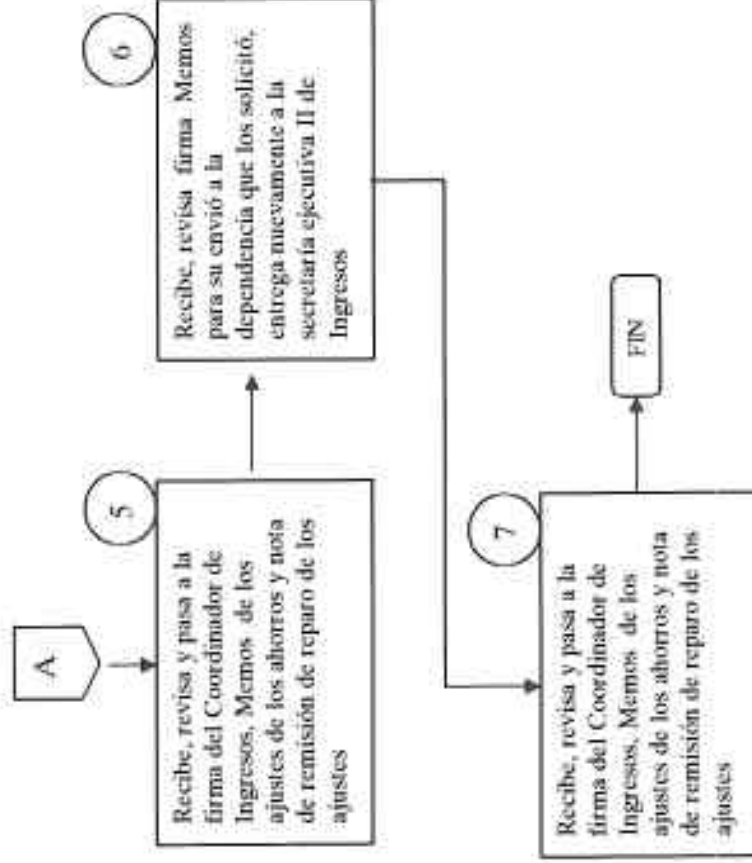 A
5
Recibe, revisa y pasa a la
firma del Coordinador de
Ingresos, Memos de los
ajustes de los ahorros y nota
de remisión de reparo de los
ajustes
6
Recibe, revisa firma Memos
para su envió a la
dependencia que los solicitó,
entrega nuevamente a la
secretaría ejecutiva II de
Ingresos
7
Recibe, revisa y pasa a la
firma del Coordinador de
Ingresos, Memos de los
ajustes de los ahorros y nota
de remisión de reparo de los
ajustes
FIN